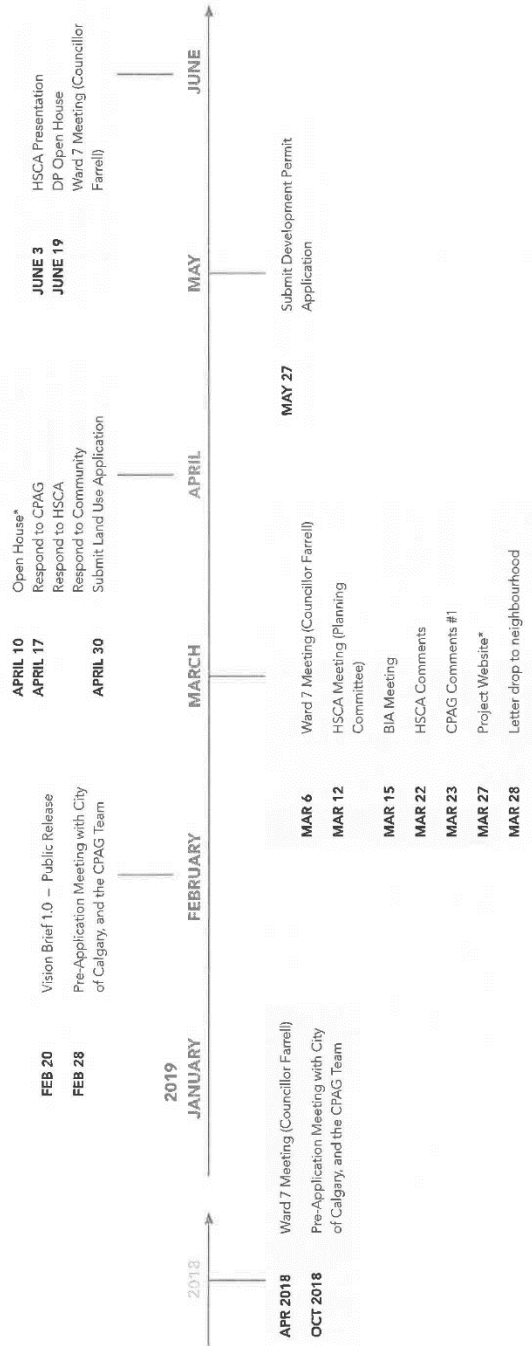 2018
APR 2018 Ward 7 Meeting (Councillor Farrell)
OCT 2018 Pre-Application Meeting with City
of Calgary, and the CPAG Team
2019
JANUARY
FEB 20 Vision Brief 1.0 – Public Release
FEB 28 Pre-Application Meeting with City
of Calgary, and the CPAG Team
FEBRUARY
MARCH
MAR 6 Ward 7 Meeting (Councillor Farrell)
MAR 12 HSCA Meeting (Planning
Committee)
MAR 15 BIA Meeting
MAR 22 HSCA Comments
MAR 23 CPAG Comments #1
MAR 27 Project Website*
MAR 28 Letter drop to neighbourhood
APRIL 10 Open House*
APRIL 17 Respond to CPAG
Respond to HSCA
Respond to Community
APRIL 30 Submit Land Use Application
APRIL
MAY
MAY 27 Submit Development Permit
Application
JUNE 3 HSCA Presentation
JUNE 19 DP Open House
Ward 7 Meeting (Councillor
Farrell)
JUNE